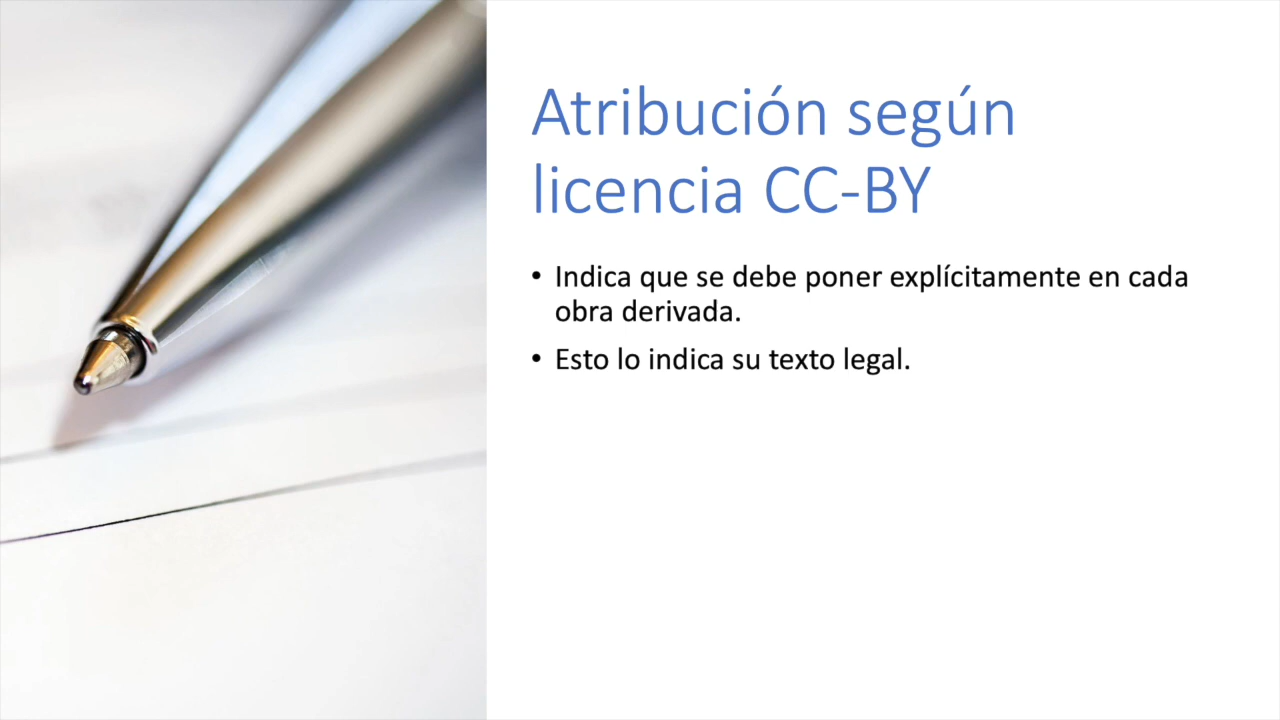 Atribución según
licencia CC-BY
• Indica que se debe poner explícitamente en cada
obra derivada.
• Esto lo indica su texto legal.